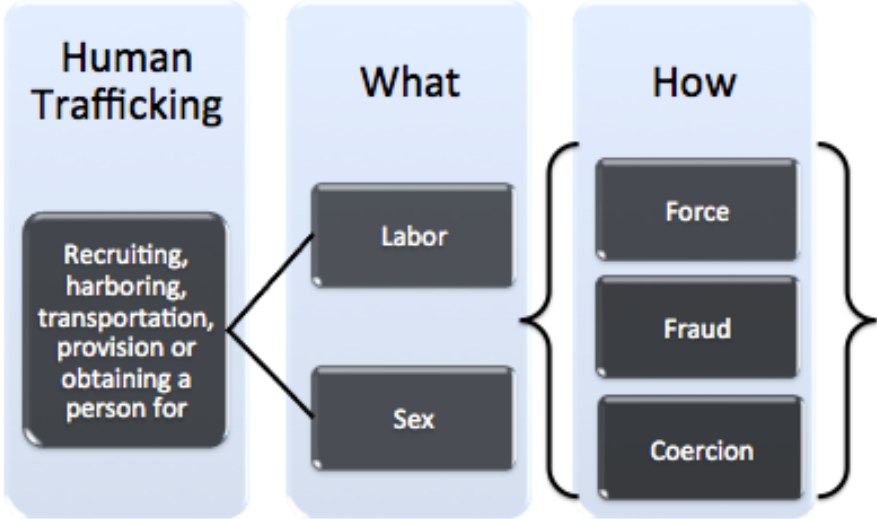 Human
Trafficking
Recruiting,
harboring,
transportation,
provision or
obtaining a
person for
What
Labor
Sex
How
Force
Fraud
Coercion